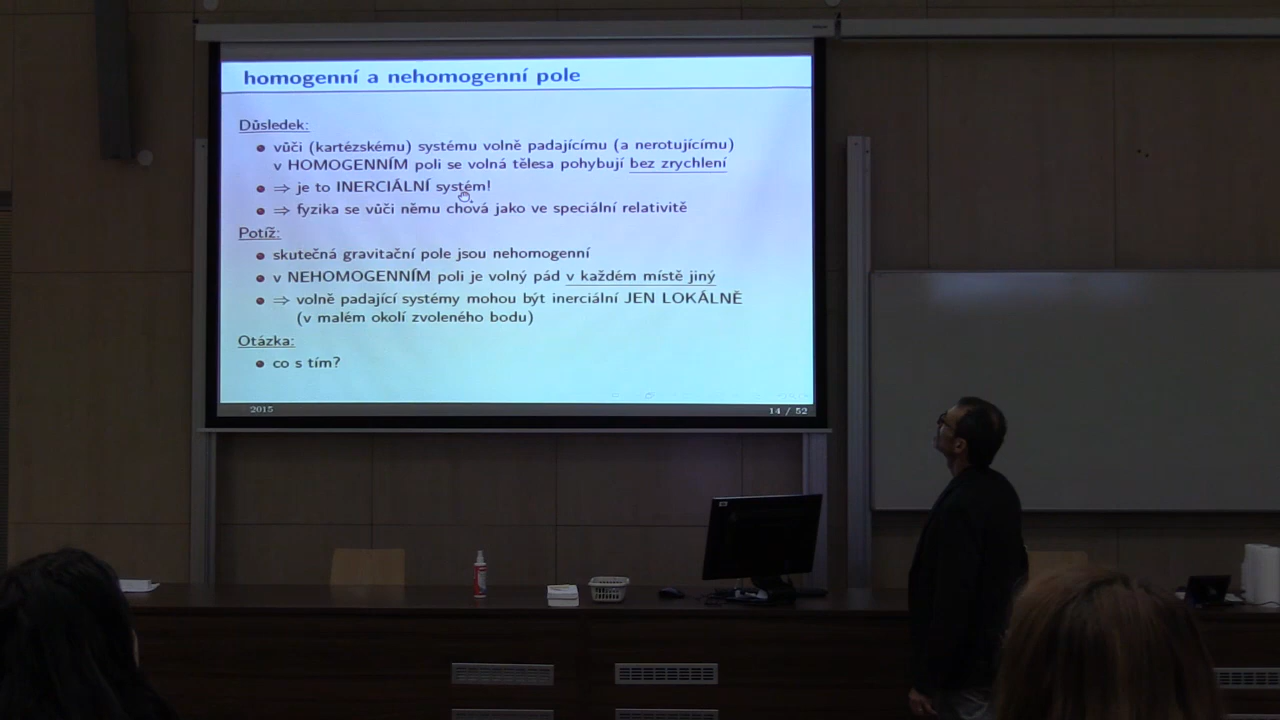 homogenní a nehomogenní pole
Důsledek:
vůči (kartézskému) systému volně padajícímu (a nerotujícímu)
v HOMOGENNÍM poli se volná tělesa pohybují bez zrychlení
⇒ je to INERCIÁLNÍ systém!
⇒ fyzika se vůči němu chová jako ve speciální relativitě
Potíž:
skutečná gravitační pole jsou nehomogenní
v NEHOMOGENNÍM poli je volný pád v každém místě jiný
⇒ volně padající systémy mohou být inerciální JEN LOKÁLNĚ
(v malém okolí zvoleného bodu)
Otázka:
co s tím?
2015
14 / 52